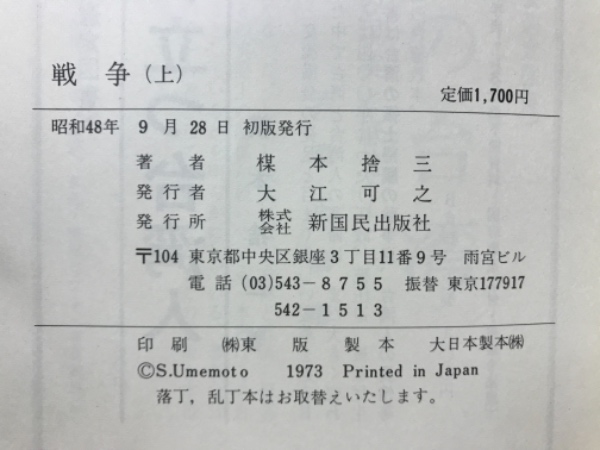 戦争(上)
定価1,700円
昭和48年 9月28日 初版発行
著者 楳本捨三
発行者 大江可之
発行所 株式会社 新国民出版社
〒104 東京都中央区銀座3丁目11番9号 雨宮ビル
電話 (03)543-8755 振替 東京177917
542-1513
印刷 ㈱東版 製本 大日本製本㈱
©S.Umemoto 1973 Printed in Japan
落丁,乱丁本はお取替えいたします。